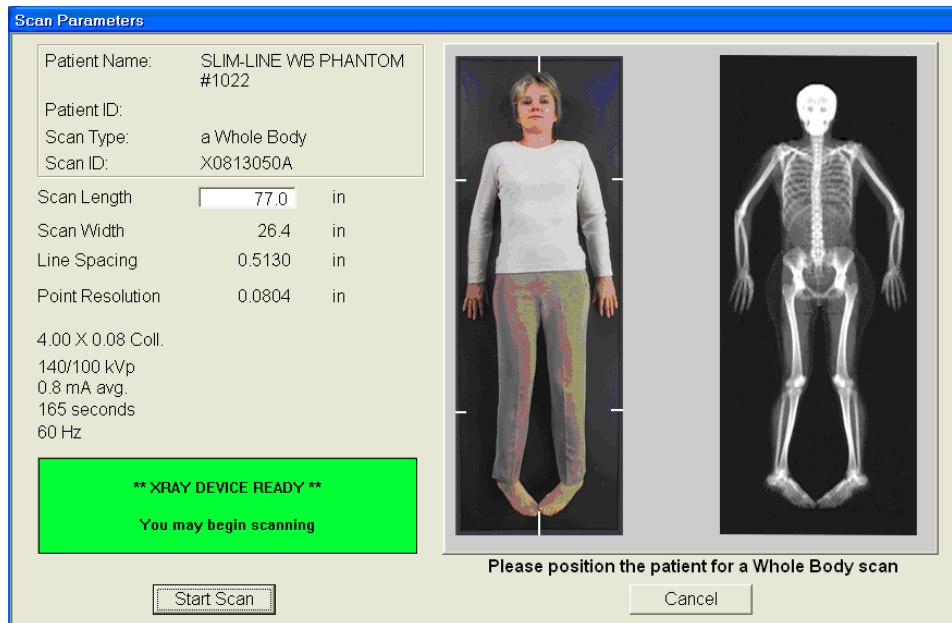 Scan Parameters
Patient Name: SLIM-LINE WB PHANTOM
#1022
Patient ID:
Scan Type: a Whole Body
Scan ID: X0813050A
Scan Length 77.0 in
Scan Width 26.4 in
Line Spacing 0.5130 in
Point Resolution 0.0804 in
4.00 X 0.08 Coll.
140/100 kVp
0.8 mA avg.
165 seconds
60 Hz
** XRAY DEVICE READY **
You may begin scanning
Please position the patient for a Whole Body scan
Start Scan
Cancel